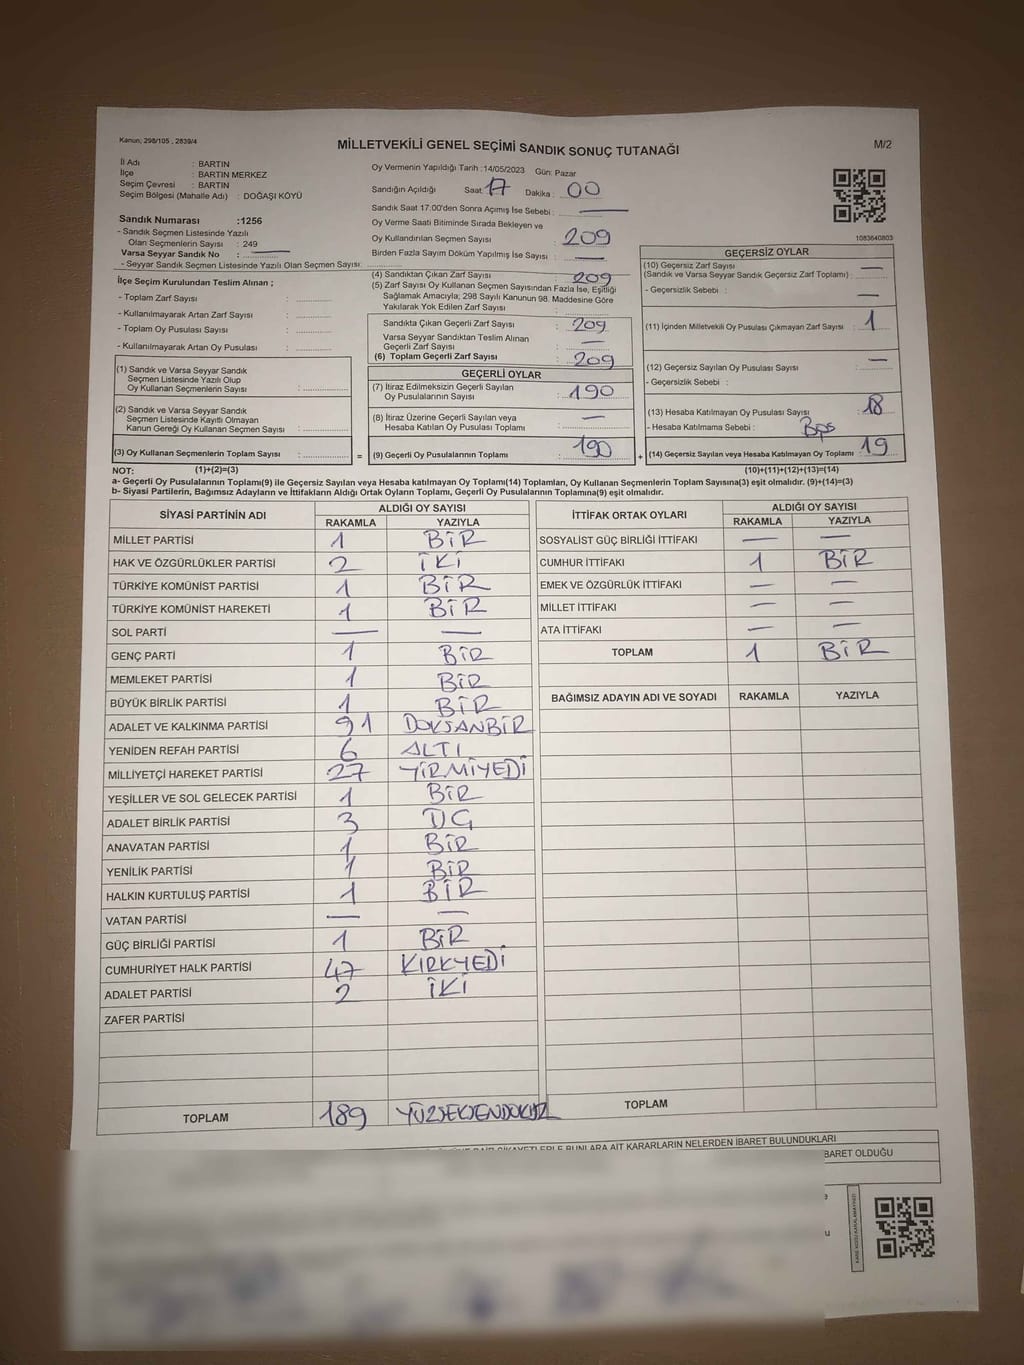 Kanun; 298/105 , 2839/4
MİLLETVEKİLİ GENEL SEÇİMİ SANDIK SONUÇ TUTANAĞI
M/2
İl Adı : BARTIN
İlçe : BARTIN MERKEZ
Seçim Çevresi : BARTIN
Seçim Bölgesi (Mahalle Adı) : DOĞAŞI KÖYÜ
Sandık Numarası :1256
- Sandık Seçmen Listesinde Yazılı
Olan Seçmenlerin Sayısı : 249
Varsa Seyyar Sandık No : —
- Seyyar Sandık Seçmen Listesinde Yazılı Olan Seçmen Sayısı:
Oy Vermenin Yapıldığı Tarih :14/05/2023 Gün: Pazar
Sandığın Açıldığı Saat 17 Dakika : 00
Sandık Saat 17:00'den Sonra Açımış İse Sebebi : —
Oy Verme Saati Bitiminde Sırada Bekleyen ve
Oy Kullandırılan Seçmen Sayısı : 209
Birden Fazla Sayım Döküm Yapılmış İse Sayısı : —
1083640803
İlçe Seçim Kurulundan Teslim Alınan ;
- Toplam Zarf Sayısı :
- Kullanılmayarak Artan Zarf Sayısı :
- Toplam Oy Pusulası Sayısı :
- Kullanılmayarak Artan Oy Pusulası :
(1) Sandık ve Varsa Seyyar Sandık
Seçmen Listesinde Yazılı Olup
Oy Kullanan Seçmenlerin Sayısı :
(2) Sandık ve Varsa Seyyar Sandık
Seçmen Listesinde Kayıtlı Olmayan
Kanun Gereği Oy Kullanan Seçmen Sayısı :
(3) Oy Kullanan Seçmenlerin Toplam Sayısı :
=
(4) Sandıktan Çıkan Zarf Sayısı : 209
(5) Zarf Sayısı Oy Kullanan Seçmen Sayısından Fazla İse, Eşitliği
Sağlamak Amacıyla; 298 Sayılı Kanunun 98. Maddesine Göre
Yakılarak Yok Edilen Zarf Sayısı :
Sandıkta Çıkan Geçerli Zarf Sayısı : 209
Varsa Seyyar Sandıktan Teslim Alınan
Geçerli Zarf Sayısı : —
(6) Toplam Geçerli Zarf Sayısı : 209
GEÇERLİ OYLAR
(7) İtiraz Edilmeksizin Geçerli Sayılan
Oy Pusulalarının Sayısı : 190
(8) İtiraz Üzerine Geçerli Sayılan veya
Hesaba Katılan Oy Pusulası Toplamı : —
(9) Geçerli Oy Pusulalarının Toplamı : 190
+
GEÇERSİZ OYLAR
(10) Geçersiz Zarf Sayısı
(Sandık ve Varsa Seyyar Sandık Geçersiz Zarf Toplamı) : —
- Geçersizlik Sebebi : —
(11) İçinden Milletvekili Oy Pusulası Çıkmayan Zarf Sayısı : 1
(12) Geçersiz Sayılan Oy Pusulası Sayısı : —
- Geçersizlik Sebebi :
(13) Hesaba Katılmayan Oy Pusulası Sayısı : 18
- Hesaba Katılmama Sebebi :
(14) Geçersiz Sayılan veya Hesaba Katılmayan Oy Toplamı : 19
NOT: (1)+(2)=(3) (10)+(11)+(12)+(13)=(14)
a- Geçerli Oy Pusulalarının Toplamı(9) ile Geçersiz Sayılan veya Hesaba katılmayan Oy Toplamı(14) Toplamları, Oy Kullanan Seçmenlerin Toplam Sayısına(3) eşit olmalıdır. (9)+(14)=(3)
b- Siyasi Partilerin, Bağımsız Adayların ve İttifakların Aldığı Ortak Oyların Toplamı, Geçerli Oy Pusulalarının Toplamına(9) eşit olmalıdır.
SİYASİ PARTİNİN ADI ALDIĞI OY SAYISI
RAKAMLA YAZIYLA
MİLLET PARTİSİ 1 BİR
HAK VE ÖZGÜRLÜKLER PARTİSİ 2 İKİ
TÜRKİYE KOMÜNİST PARTİSİ 1 BİR
TÜRKİYE KOMÜNİST HAREKETİ 1 BİR
SOL PARTİ — —
GENÇ PARTİ 1 BİR
MEMLEKET PARTİSİ 1 BİR
BÜYÜK BİRLİK PARTİSİ 1 BİR
ADALET VE KALKINMA PARTİSİ 91 DOKSANBİR
YENİDEN REFAH PARTİSİ 6 ALTI
MİLLİYETÇİ HAREKET PARTİSİ 27 YİRMİYEDİ
YEŞİLLER VE SOL GELECEK PARTİSİ 1 BİR
ADALET BİRLİK PARTİSİ 3 ÜÇ
ANAVATAN PARTİSİ 1 BİR
YENİLİK PARTİSİ 1 BİR
HALKIN KURTULUŞ PARTİSİ 1 BİR
VATAN PARTİSİ — —
GÜÇ BİRLİĞİ PARTİSİ 1 BİR
CUMHURİYET HALK PARTİSİ 47 KIRKYEDİ
ADALET PARTİSİ 2 İKİ
ZAFER PARTİSİ
TOPLAM 189 YÜZSEKSENDOKUZ
İTTİFAK ORTAK OYLARI ALDIĞI OY SAYISI
RAKAMLA YAZIYLA
SOSYALİST GÜÇ BİRLİĞİ İTTİFAKI — —
CUMHUR İTTİFAKI 1 BİR
EMEK VE ÖZGÜRLÜK İTTİFAKI — —
MİLLET İTTİFAKI — —
ATA İTTİFAKI — —
TOPLAM 1 BİR
BAĞIMSIZ ADAYIN ADI VE SOYADI RAKAMLA YAZIYLA
TOPLAM
BUNLARA AİT KARARLARIN NELERDEN İBARET BULUNDUKLARI
BARET OLDUĞU